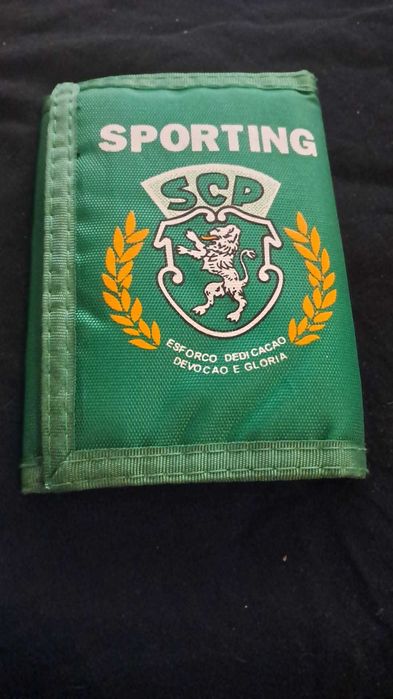 SPORTING
SCP
ESFORCO DEDICACAO
DEVOCAO E GLORIA